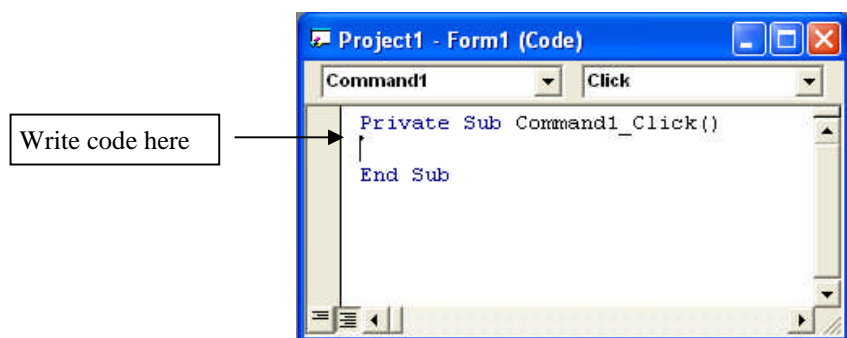 Project1 - Form1 (Code)
Command1 Click
Write code here
Private Sub Command1_Click()
End Sub